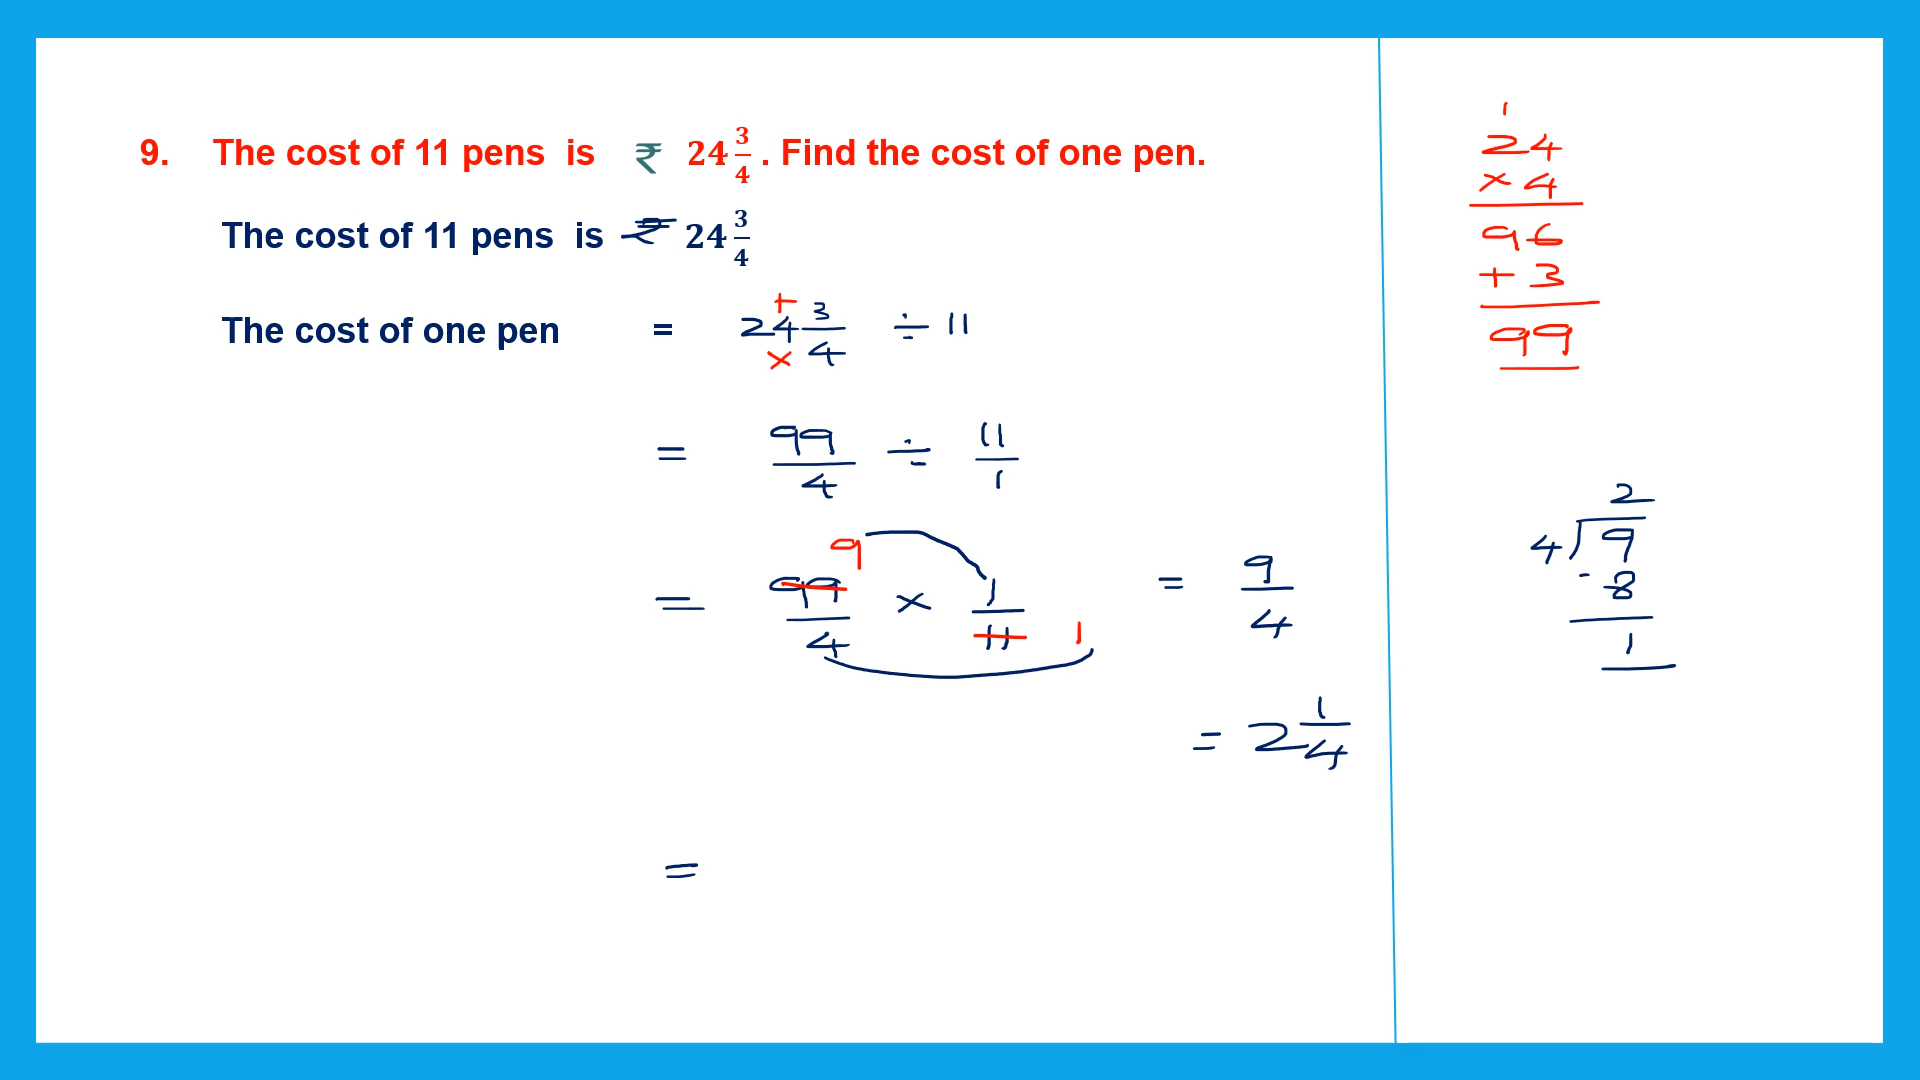 9. The cost of 11 pens is ₹ 24 3/4 . Find the cost of one pen.
The cost of 11 pens is ₹ 24 3/4
The cost of one pen = 24 3/4 ÷ 11
+
×
= 99/4 ÷ 11/1
9
= 99/4 × 1/11 1 = 9/4
= 2 1/4
=
1
24
× 4
96
+ 3
99
2
4 9
- 8
1